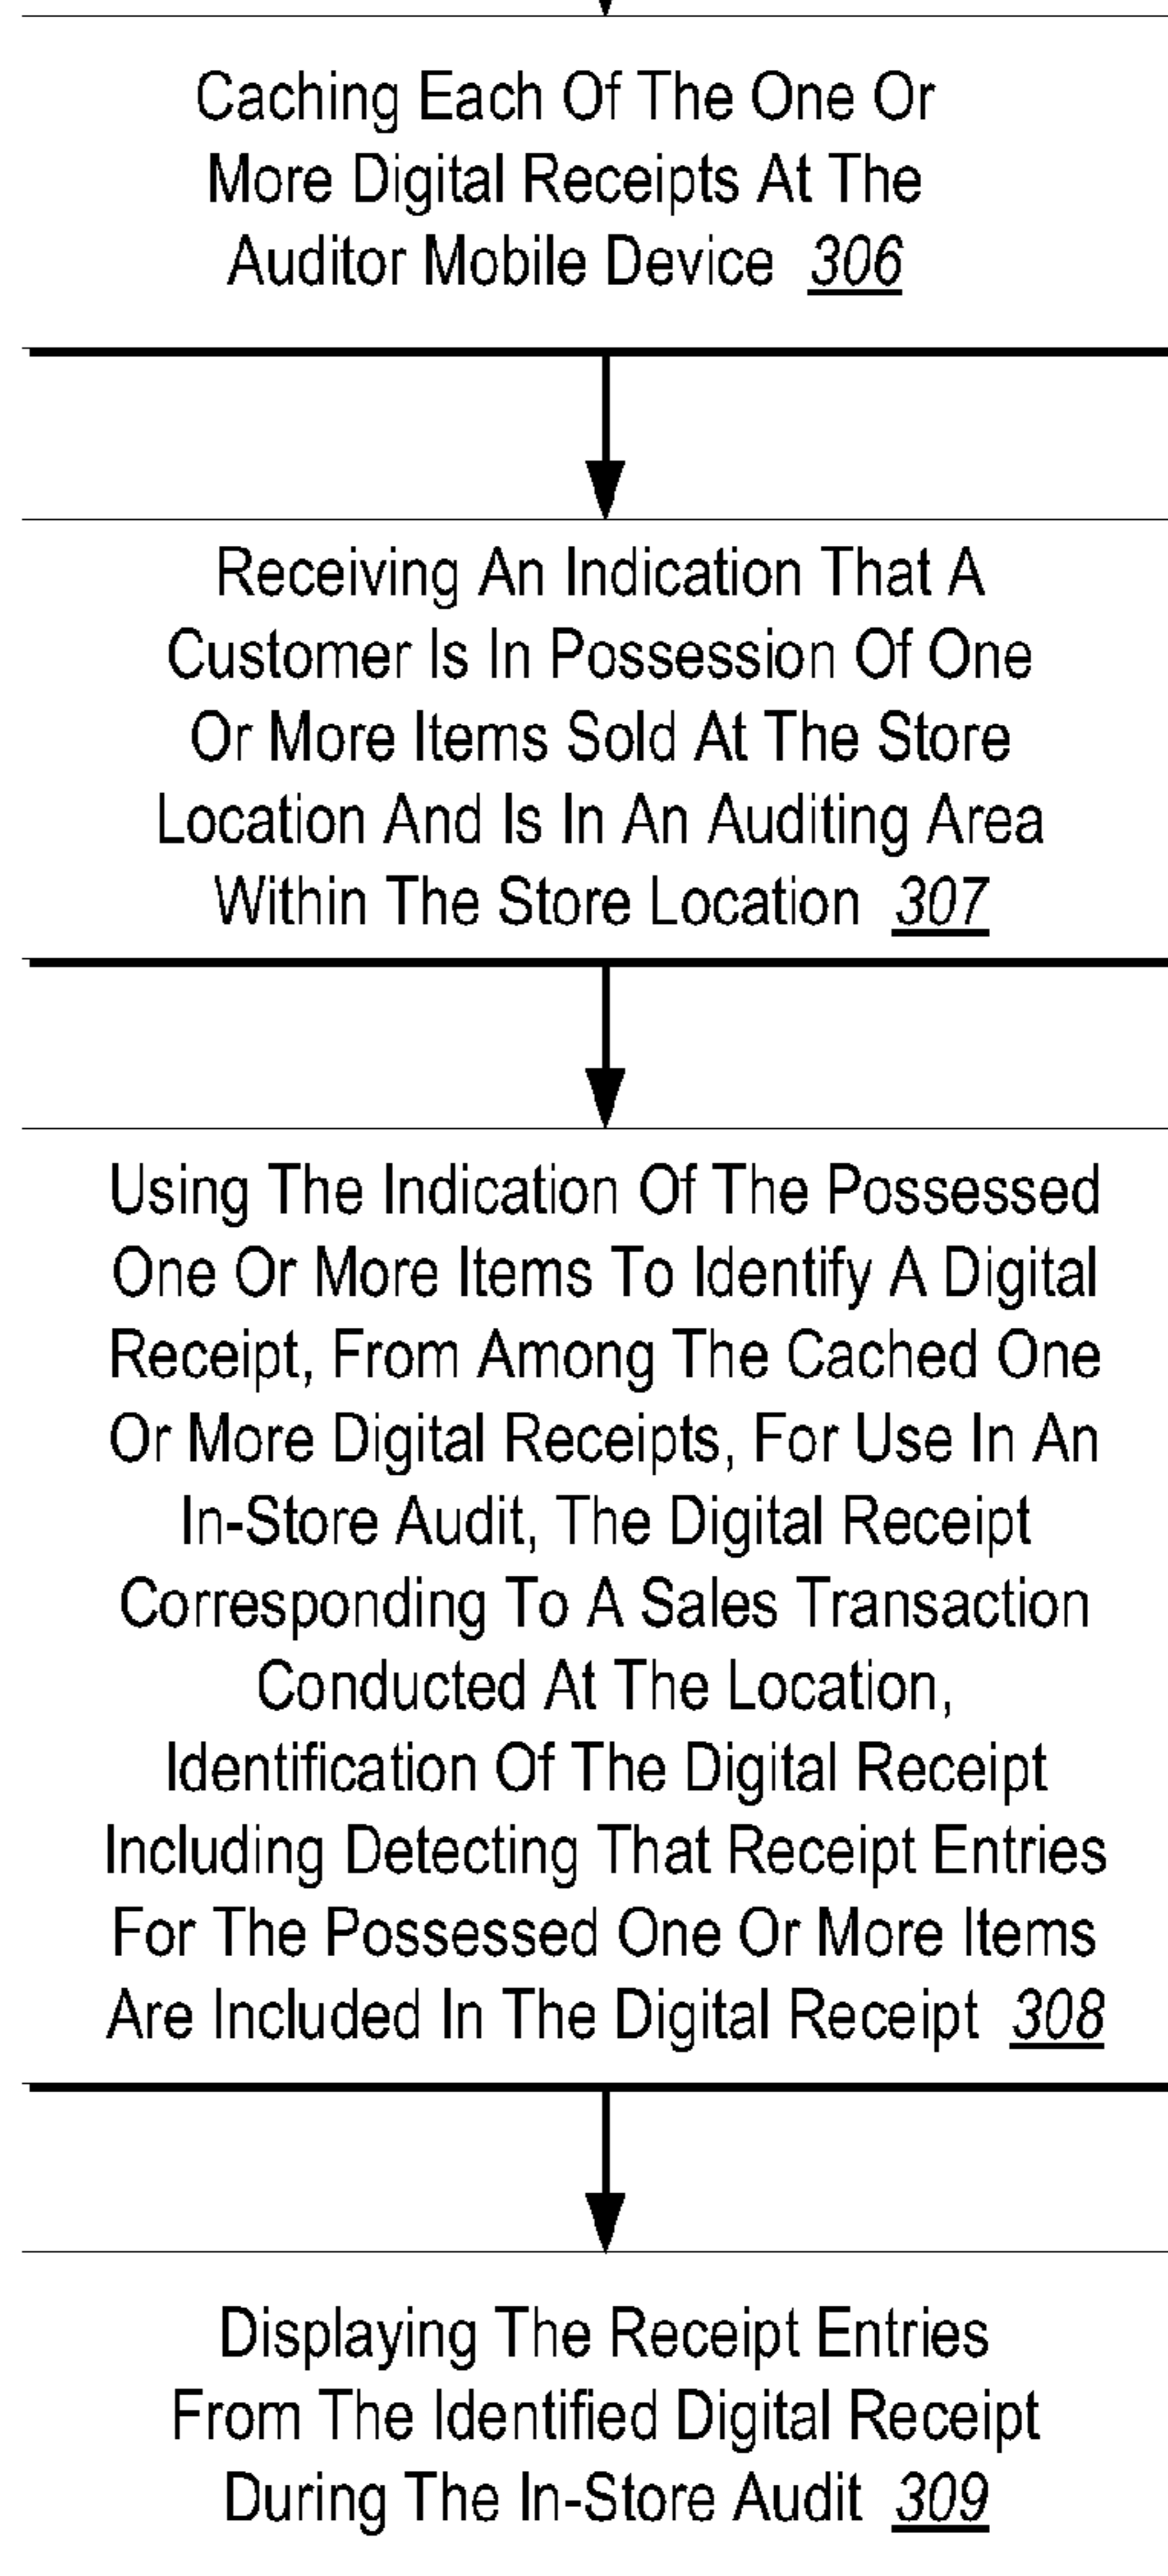 Caching Each Of The One Or
More Digital Receipts At The
Auditor Mobile Device 306
Receiving An Indication That A
Customer Is In Possession Of One
Or More Items Sold At The Store
Location And Is In An Auditing Area
Within The Store Location 307
Using The Indication Of The Possessed
One Or More Items To Identify A Digital
Receipt, From Among The Cached One
Or More Digital Receipts, For Use In An
In-Store Audit, The Digital Receipt
Corresponding To A Sales Transaction
Conducted At The Location,
Identification Of The Digital Receipt
Including Detecting That Receipt Entries
For The Possessed One Or More Items
Are Included In The Digital Receipt 308
Displaying The Receipt Entries
From The Identified Digital Receipt
During The In-Store Audit 309